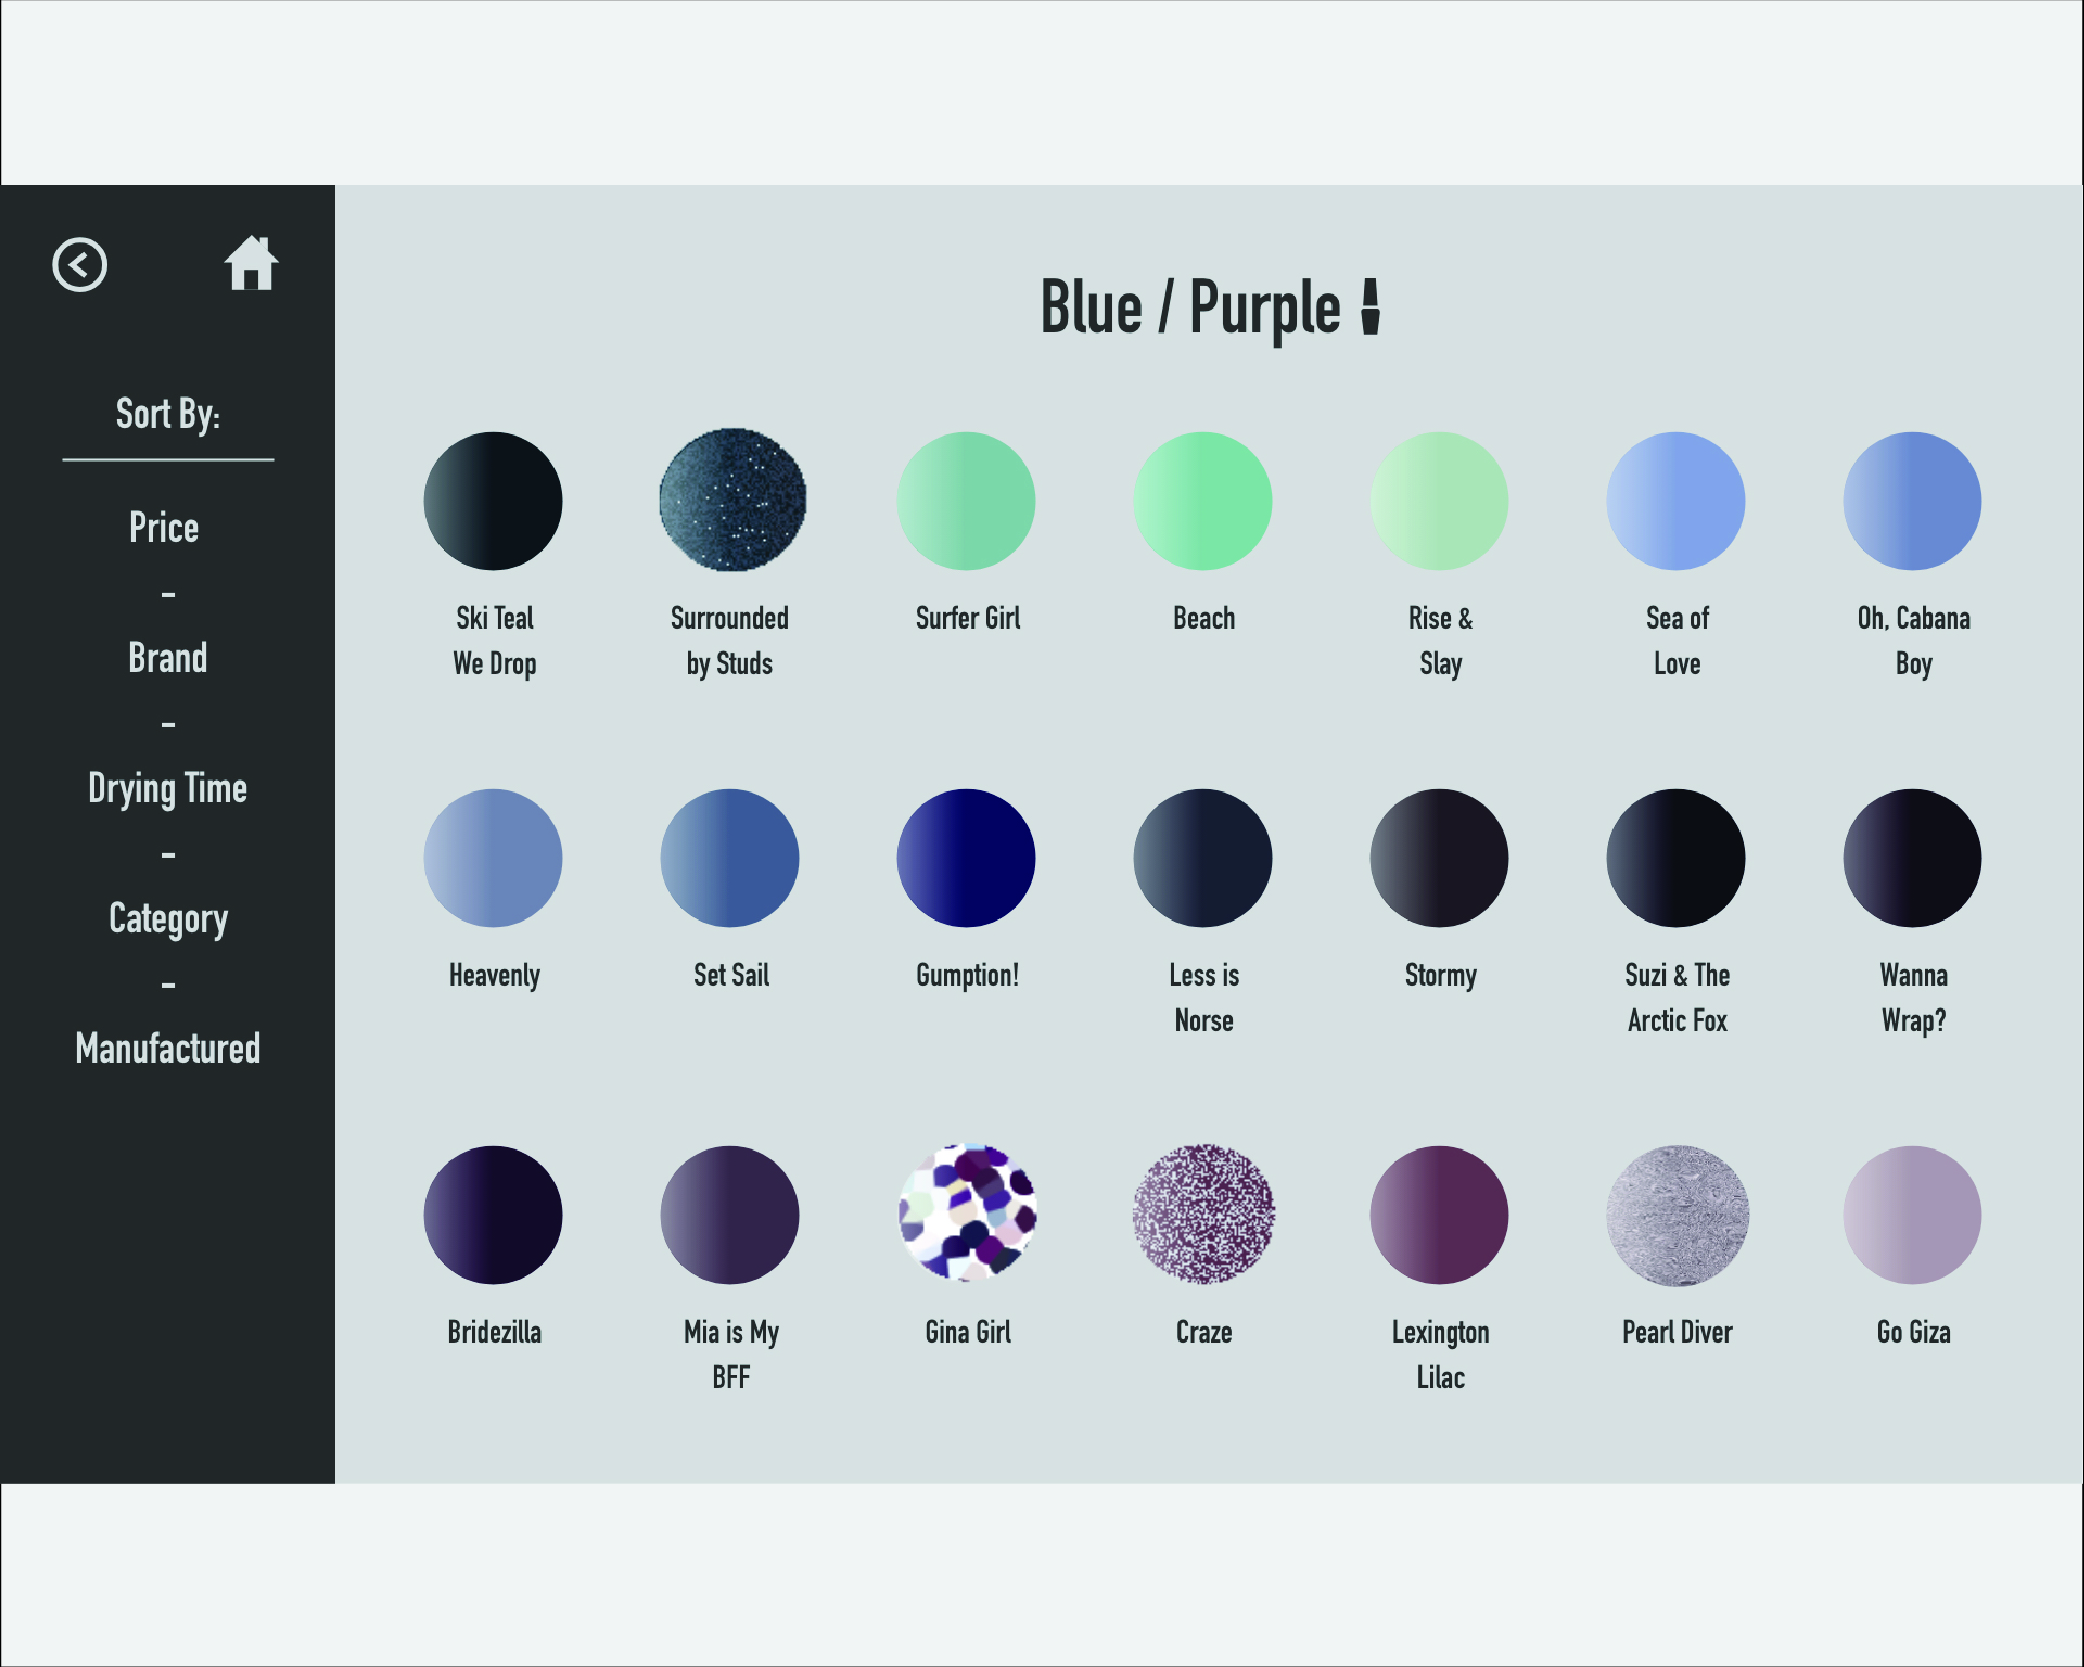 Blue / Purple
Sort By:
Price
-
Brand
-
Drying Time
-
Category
-
Manufactured
Ski Teal
We Drop
Surrounded
by Studs
Surfer Girl
Beach
Rise &
Slay
Sea of
Love
Oh, Cabana
Boy
Heavenly
Set Sail
Gumption!
Less is
Norse
Stormy
Suzi & The
Arctic Fox
Wanna
Wrap?
Bridezilla
Mia is My
BFF
Gina Girl
Craze
Lexington
Lilac
Pearl Diver
Go Giza